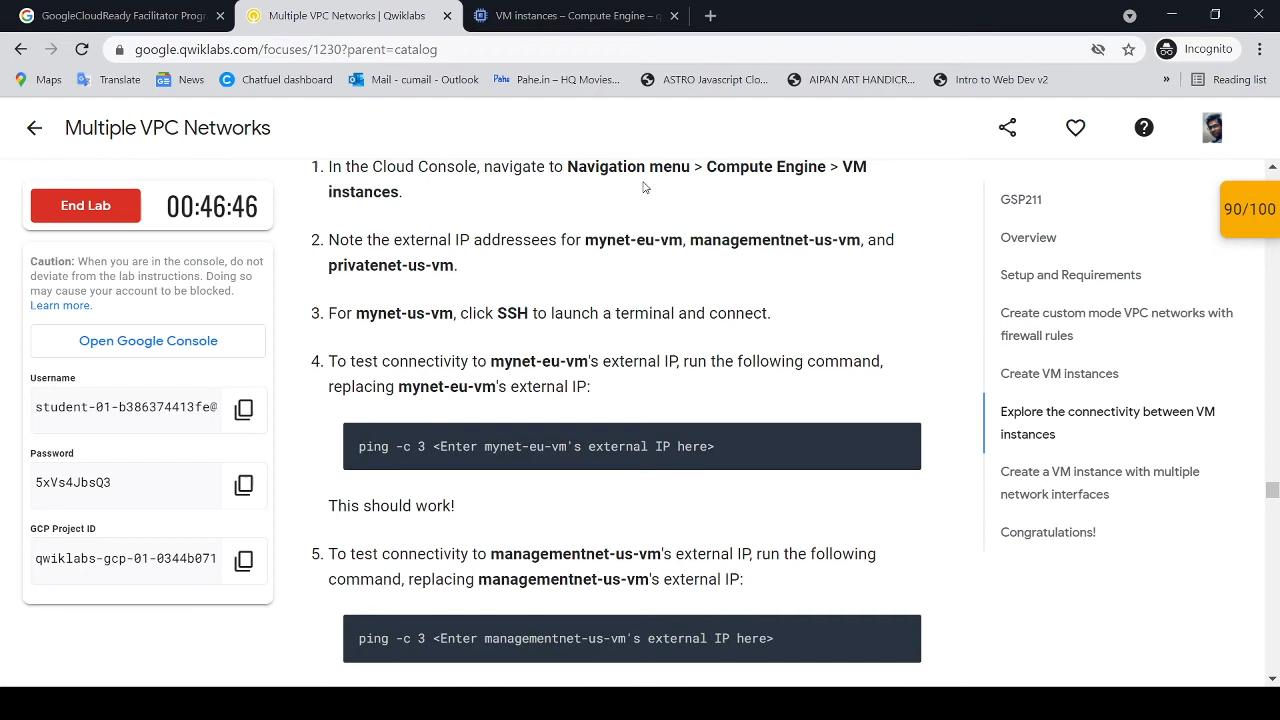 GoogleCloudReady Facilitator Progr
Multiple VPC Networks | Qwiklabs
VM instances – Compute Engine – q
google.qwiklabs.com/focuses/1230?parent=catalog
Incognito
Maps
Translate
News
Chatfuel dashboard
Mail - cumail - Outlook
Pahe
Pahe.in – HQ Movies...
ASTRO Javascript Clo...
AIPAN ART-HANDICR...
Intro to Web Dev v2
»
Reading list
Multiple VPC Networks
End Lab
00:46:46
Caution: When you are in the console, do not
deviate from the lab instructions. Doing so
may cause your account to be blocked.
Learn more.
Open Google Console
Username
student-01-b386374413fe@
Password
5xVs4JbsQ3
GCP Project ID
qwiklabs-gcp-01-0344b071
1. In the Cloud Console, navigate to Navigation menu > Compute Engine > VM
instances.
2. Note the external IP addressees for mynet-eu-vm, managementnet-us-vm, and
privatenet-us-vm.
3. For mynet-us-vm, click SSH to launch a terminal and connect.
4. To test connectivity to mynet-eu-vm's external IP, run the following command,
replacing mynet-eu-vm's external IP:
ping -c 3 <Enter mynet-eu-vm's external IP here>
This should work!
5. To test connectivity to managementnet-us-vm's external IP, run the following
command, replacing managementnet-us-vm's external IP:
ping -c 3 <Enter managementnet-us-vm's external IP here>
GSP211
Overview
Setup and Requirements
Create custom mode VPC networks with
firewall rules
Create VM instances
Explore the connectivity between VM
instances
Create a VM instance with multiple
network interfaces
Congratulations!
90/100